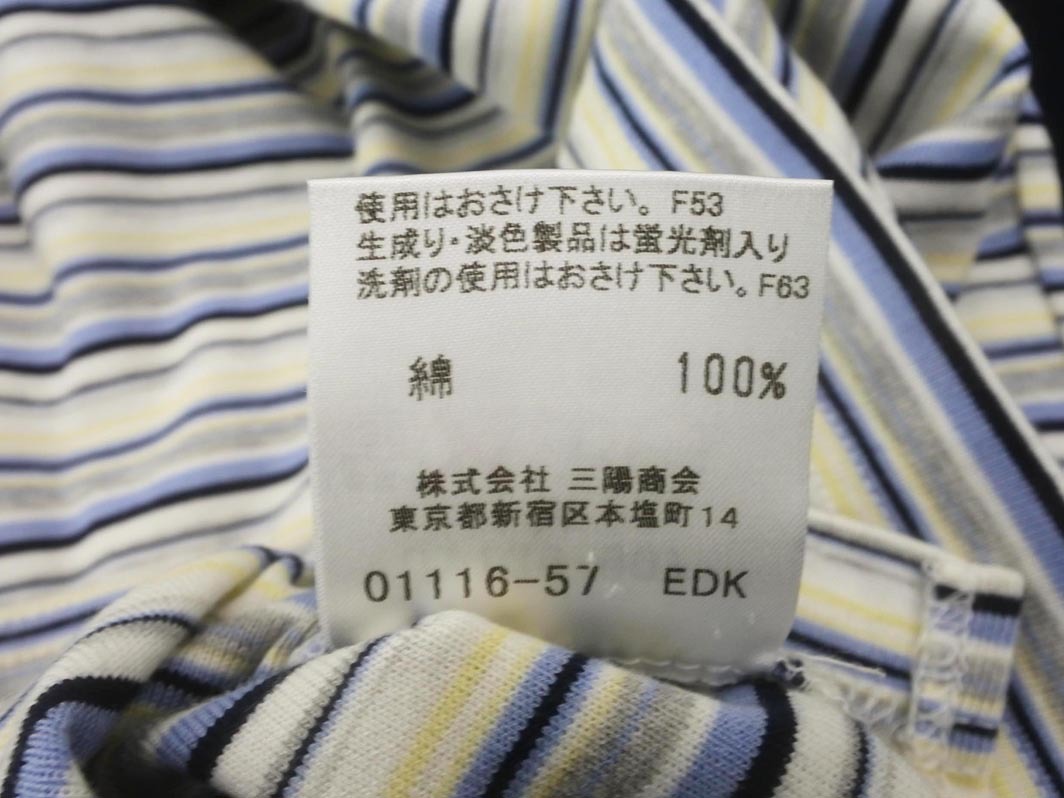 使用はおさけ下さい。F53
生成り・淡色製品は蛍光剤入り
洗剤の使用はおさけ下さい。F63
綿 100%
株式会社 三陽商会
東京都新宿区本塩町14
01116-57 EDK